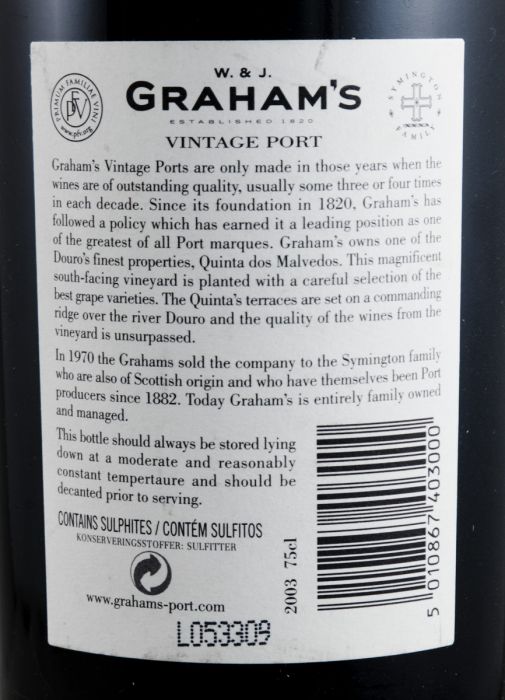 PRIMUM FAMILIAE VINI
PFV
www.pfv.org
W. & J.
GRAHAM'S
ESTABLISHED 1820
VINTAGE PORT
SYMINGTON
FAMILY
Graham's Vintage Ports are only made in those years when the
wines are of outstanding quality, usually some three or four times
in each decade. Since its foundation in 1820, Graham's has
followed a policy which has earned it a leading position as one
of the greatest of all Port marques. Graham's owns one of the
Douro's finest properties, Quinta dos Malvedos. This magnificent
south-facing vineyard is planted with a careful selection of the
best grape varieties. The Quinta's terraces are set on a commanding
ridge over the river Douro and the quality of the wines from the
vineyard is unsurpassed.
In 1970 the Grahams sold the company to the Symington family
who are also of Scottish origin and who have themselves been Port
producers since 1882. Today Graham's is entirely family owned
and managed.
This bottle should always be stored lying
down at a moderate and reasonably
constant tempertaure and should be
decanted prior to serving.
CONTAINS SULPHITES / CONTÉM SULFITOS
KONSERVERINGSSTOFFER: SULFITTER
www.grahams-port.com
2003 75cl
5 010867 403000
L053309